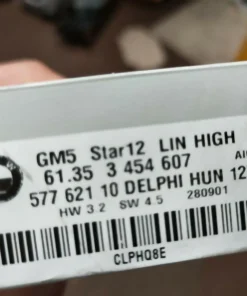 GM5 Star12 LIN HIGH
61.35 3 454 607
577 621 10 DELPHI HUN 12
HW 3.2 SW 4.5 280901
CLPHQ8E